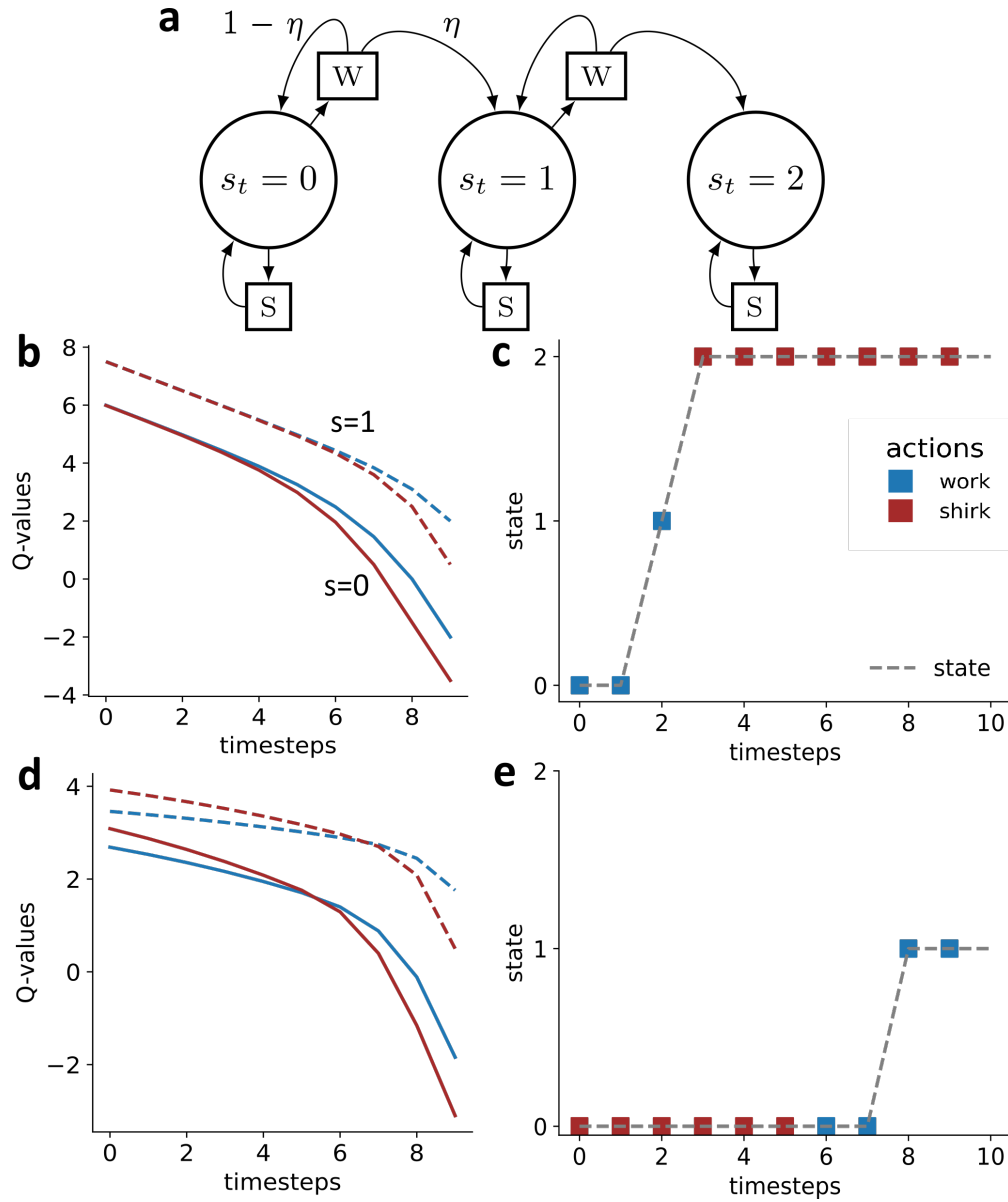 a
1 − η
η
W
W
s_t = 0
s_t = 1
s_t = 2
S
S
S
b
8
6
4
2
0
−2
−4
Q-values
s=1
s=0
0 2 4 6 8
timesteps
c
2
1
0
state
actions
work
shirk
state
0 2 4 6 8 10
timesteps
d
4
2
0
−2
Q-values
0 2 4 6 8
timesteps
e
2
1
0
state
0 2 4 6 8 10
timesteps